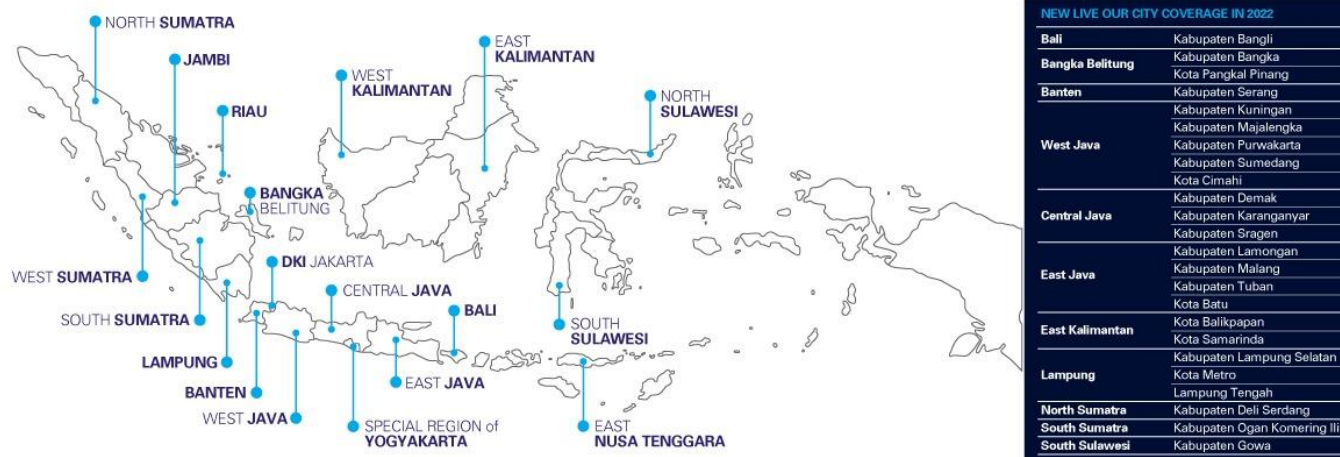 NORTH SUMATRA
JAMBI
RIAU
WEST
KALIMANTAN
EAST
KALIMANTAN
NORTH
SULAWESI
BANGKA
BELITUNG
WEST SUMATRA
DKI JAKARTA
CENTRAL JAVA
BALI
SOUTH SUMATRA
SOUTH
SULAWESI
LAMPUNG
BANTEN
EAST JAVA
WEST JAVA
SPECIAL REGION of
YOGYAKARTA
EAST
NUSA TENGGARA
NEW LIVE OUR CITY COVERAGE IN 2022
Bali Kabupaten Bangli
Bangka Belitung Kabupaten Bangka
Kota Pangkal Pinang
Banten Kabupaten Serang
West Java Kabupaten Kuningan
Kabupaten Majalengka
Kabupaten Purwakarta
Kabupaten Sumedang
Kota Cimahi
Central Java Kabupaten Demak
Kabupaten Karanganyar
Kabupaten Sragen
East Java Kabupaten Lamongan
Kabupaten Malang
Kabupaten Tuban
Kota Batu
East Kalimantan Kota Balikpapan
Kota Samarinda
Lampung Kabupaten Lampung Selatan
Kota Metro
Lampung Tengah
North Sumatra Kabupaten Deli Serdang
South Sumatra Kabupaten Ogan Komering Ili
South Sulawesi Kabupaten Gowa